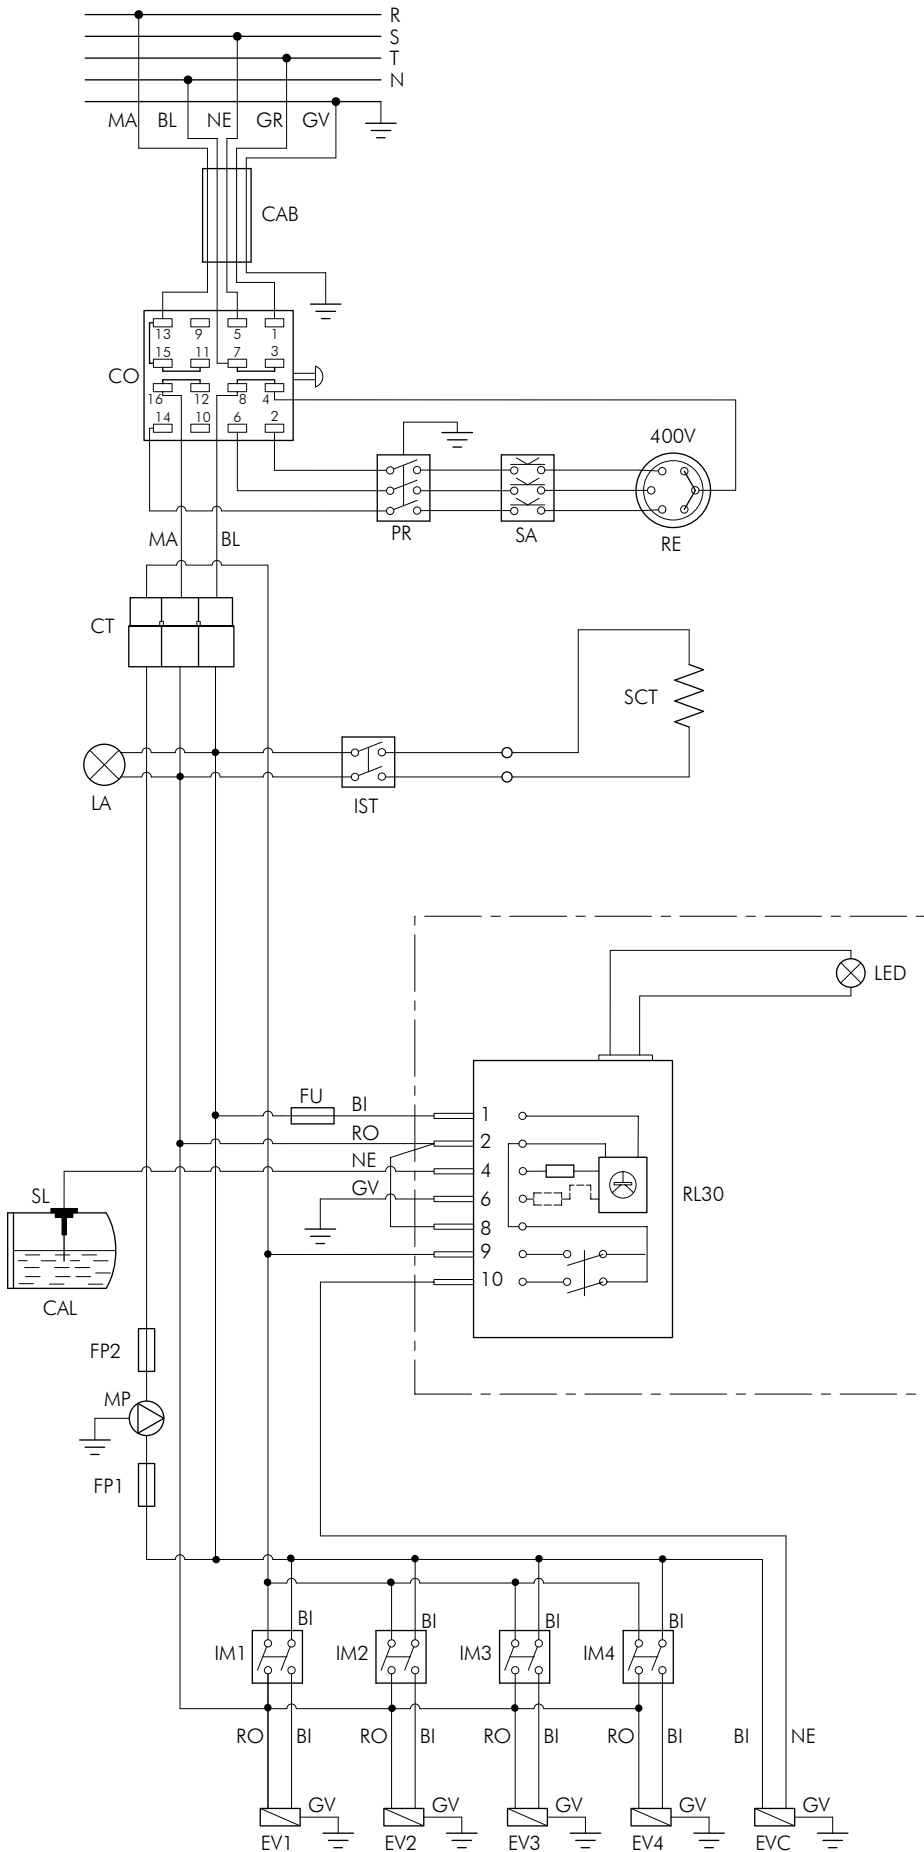 R
S
T
N
MA BL NE GR GV
CAB
13 9 5 1
15 11 7 3
CO
16 12 8 4
14 10 6 2
400V
PR SA RE
MA BL
CT
SCT
LA IST
LED
FU BI 1
RO 2
NE 4
RL30
SL GV 6
8
9
CAL 10
FP2
MP
FP1
BI BI BI BI
IM1 IM2 IM3 IM4
RO BI RO BI RO BI RO BI BI NE
GV GV GV GV GV
EV1 EV2 EV3 EV4 EVC